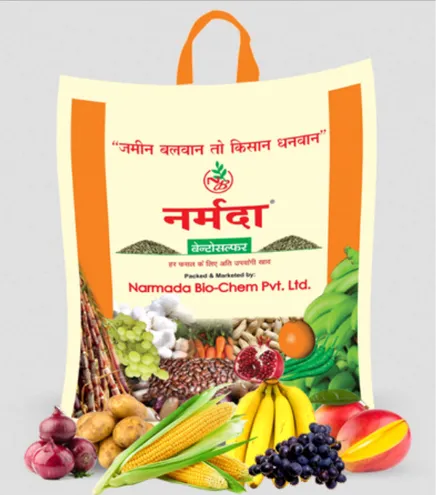 "जमीन बलवान तो किसान धनवान"
NB
नर्मदा®
बेन्टोसल्फर
हर फसल के लिए अति उपयोगी खाद
Packed & Marketed by:
Narmada Bio-Chem Pvt. Ltd.